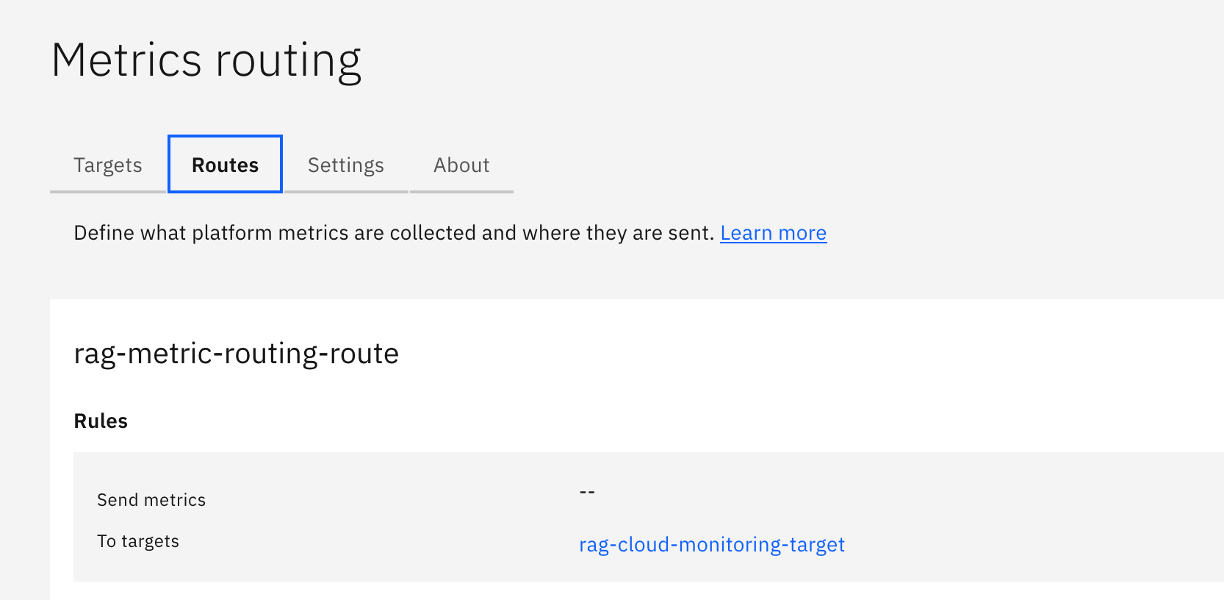 Metrics routing
Targets Routes Settings About
Define what platform metrics are collected and where they are sent. Learn more
rag-metric-routing-route
Rules
Send metrics --
To targets rag-cloud-monitoring-target